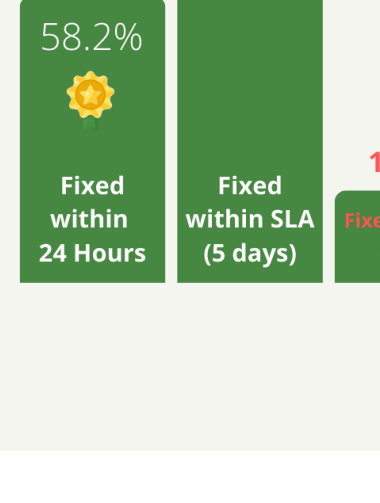 58.2%
Fixed
within
24 Hours
Fixed
within SLA
(5 days)